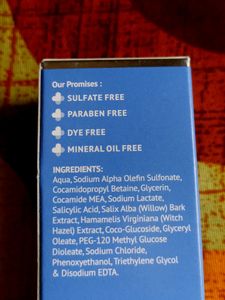 Our Promises :
SULFATE FREE
PARABEN FREE
DYE FREE
MINERAL OIL FREE
INGREDIENTS:
Aqua, Sodium Alpha Olefin Sulfonate,
Cocamidopropyl Betaine, Glycerin,
Cocamide MEA, Sodium Lactate,
Salicylic Acid, Salix Alba (Willow) Bark
Extract, Hamamelis Virginiana (Witch
Hazel) Extract, Coco-Glucoside, Glyceryl
Oleate, PEG-120 Methyl Glucose
Dioleate, Sodium Chloride,
Phenoxyethanol, Triethylene Glycol
& Disodium EDTA.